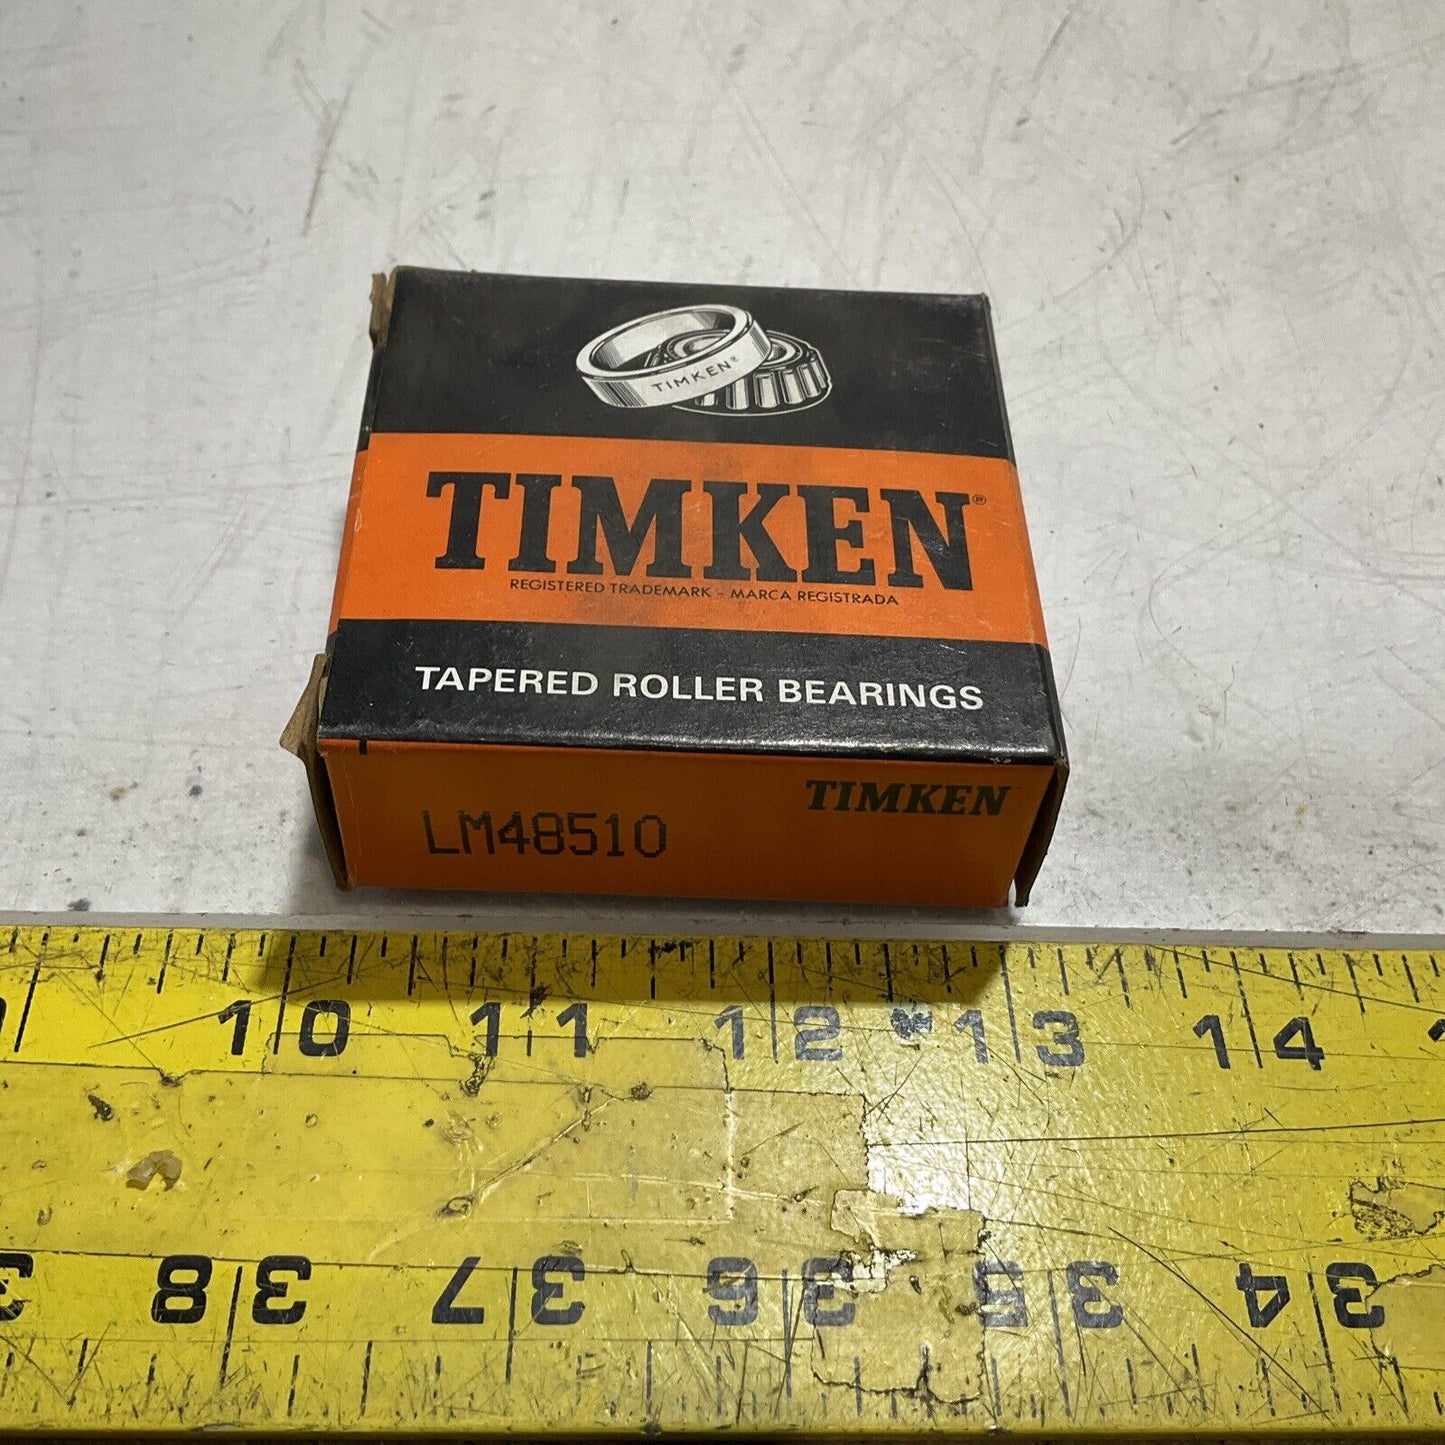 TIMKEN®
TIMKEN®
REGISTERED TRADEMARK - MARCA REGISTRADA
TAPERED ROLLER BEARINGS
TIMKEN
LM48510
10 11 12 13 14
38 37 36 35 34